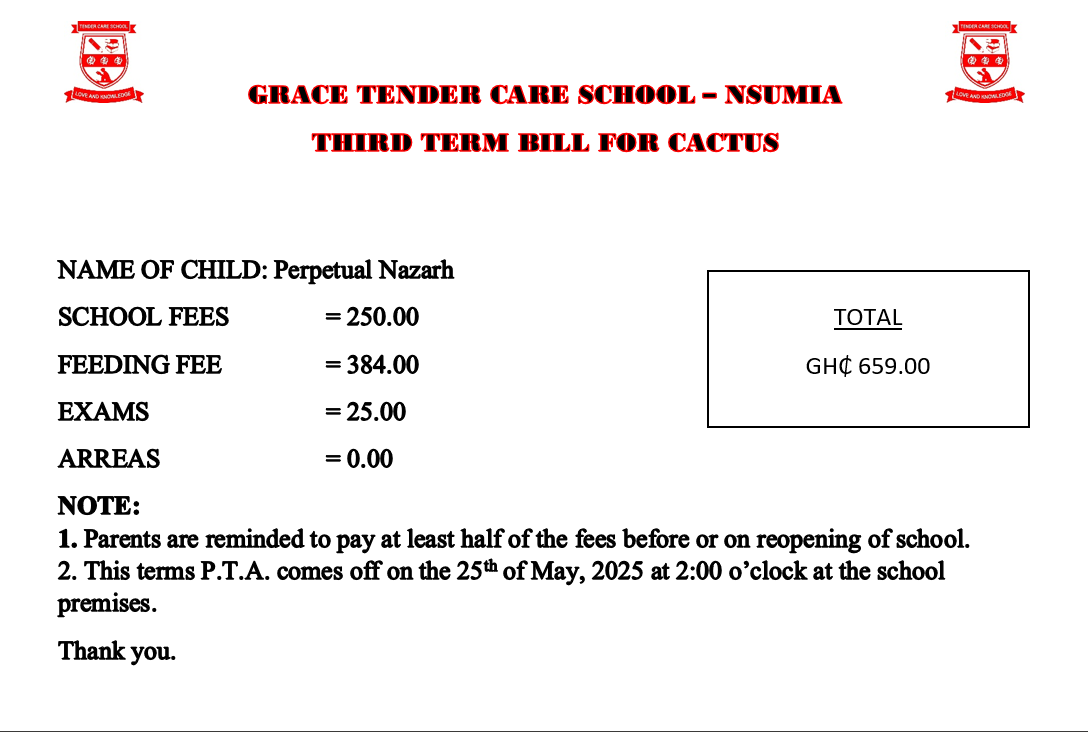 TENDER CARE SCHOOL
LOVE AND KNOWLEDGE
TENDER CARE SCHOOL
LOVE AND KNOWLEDGE
GRACE TENDER CARE SCHOOL – NSUMIA
THIRD TERM BILL FOR CACTUS
NAME OF CHILD: Perpetual Nazarh
SCHOOL FEES = 250.00
FEEDING FEE = 384.00
EXAMS = 25.00
ARREAS = 0.00
TOTAL
GH₵ 659.00
NOTE:
1. Parents are reminded to pay at least half of the fees before or on reopening of school.
2. This terms P.T.A. comes off on the 25th of May, 2025 at 2:00 o’clock at the school
premises.
Thank you.